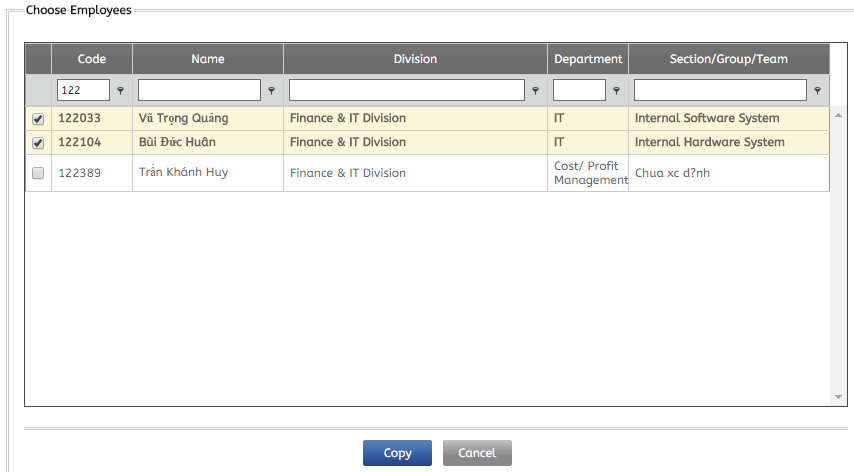 Choose Employees
Code Name Division Department Section/Group/Team
122
122033 Vũ Trọng Quảng Finance & IT Division IT Internal Software System
122104 Bùi Đức Huân Finance & IT Division IT Internal Hardware System
122389 Trần Khánh Huy Finance & IT Division Cost/ Profit Management Chua xc d?nh
Copy Cancel